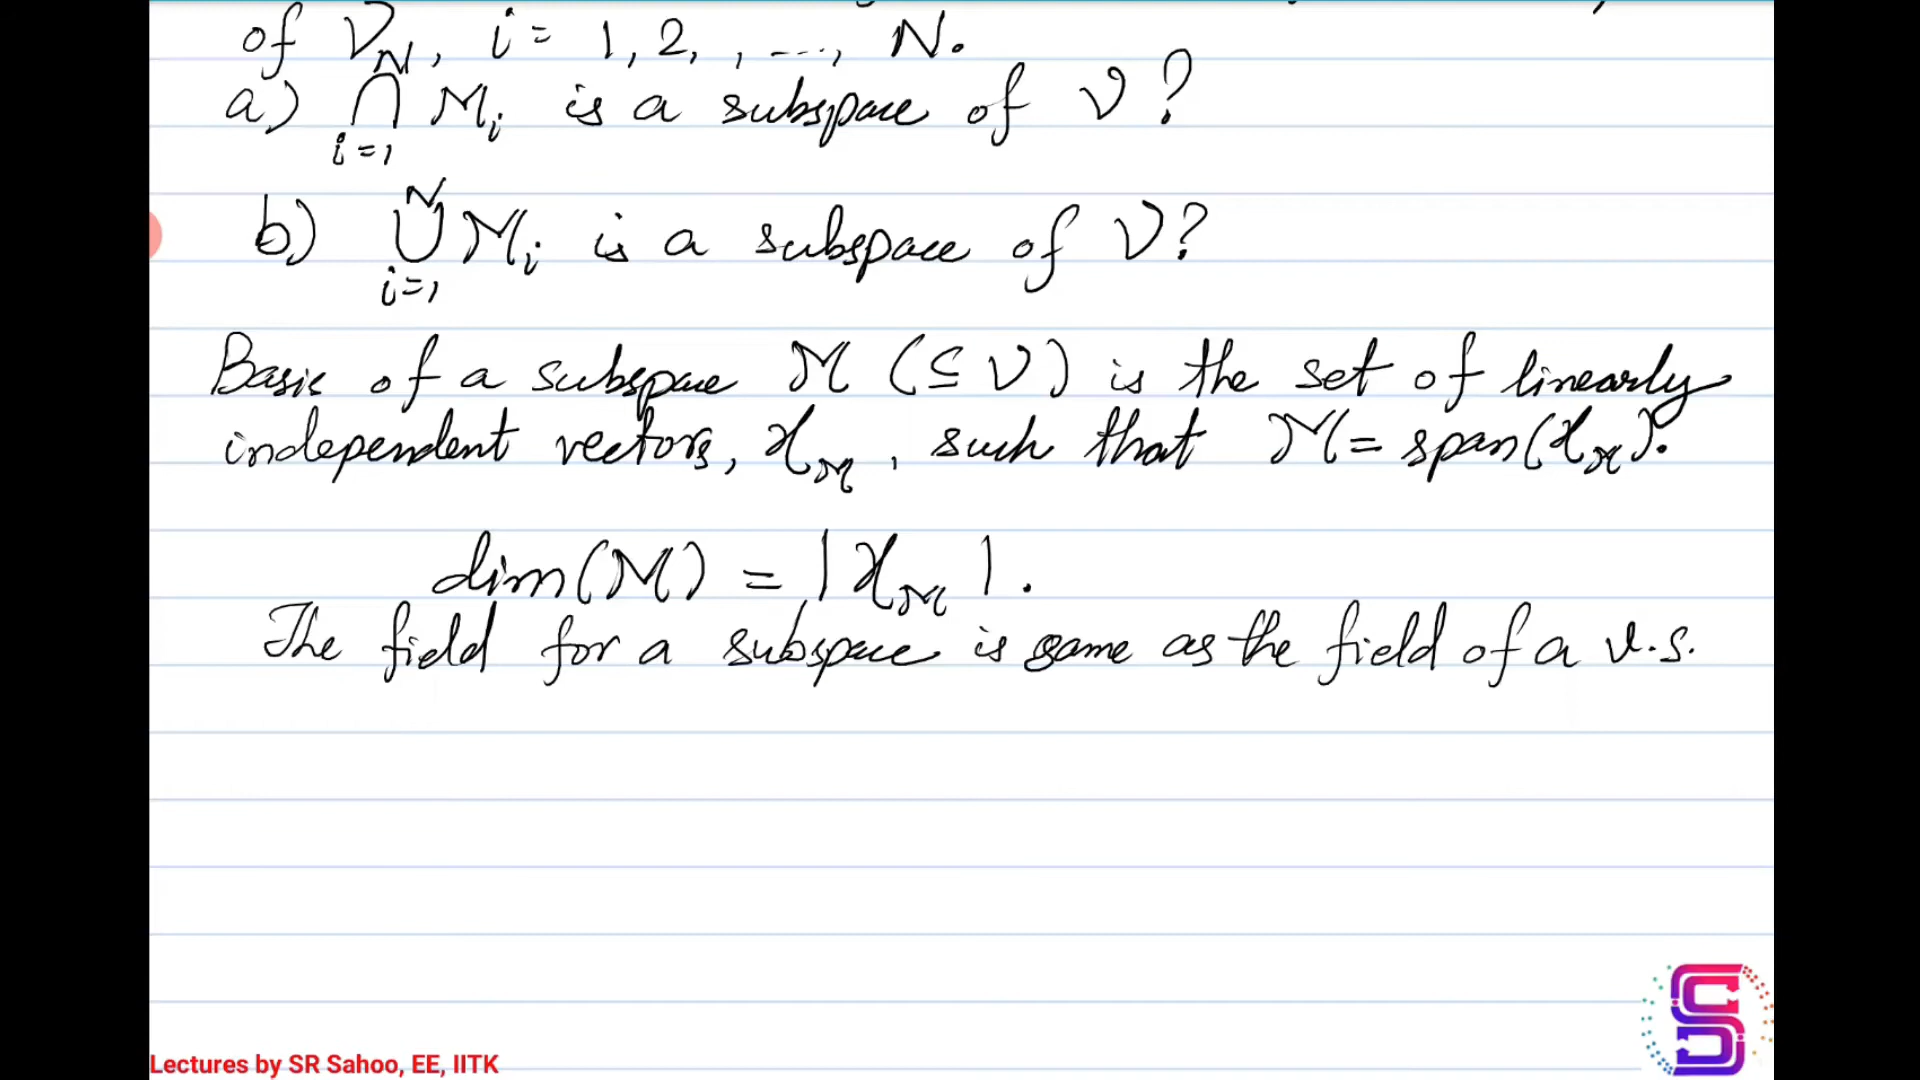 of V, i = 1, 2, , ..., N.
a) ⋂_{i=1}^{N} M_i is a subspace of V?
b) ⋃_{i=1}^{N} M_i is a subspace of V?
Basis of a subspace M (⊆ V) is the set of linearly
independent vectors, X_M, such that M = span(X_M).
dim(M) = |X_M|.
The field for a subspace is same as the field of a v.s.
Lectures by SR Sahoo, EE, IITK